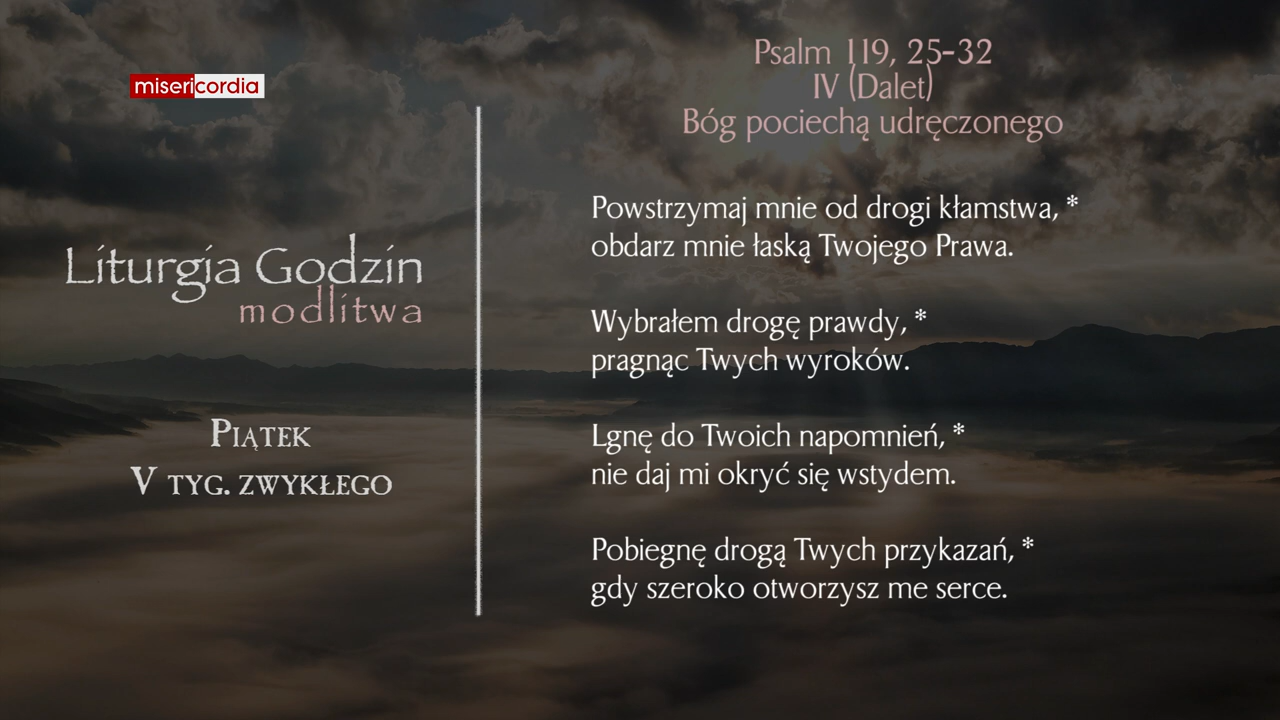 misericordia
Liturgia Godzin
modlitwa
Piątek
V tyg. zwykłego
Psalm 119, 25-32
IV (Dalet)
Bóg pociechą udręczonego
Powstrzymaj mnie od drogi kłamstwa, *
obdarz mnie łaską Twojego Prawa.
Wybrałem drogę prawdy, *
pragnąc Twych wyroków.
Lgnę do Twoich napomnień, *
nie daj mi okryć się wstydem.
Pobiegnę drogą Twych przykazań, *
gdy szeroko otworzysz me serce.